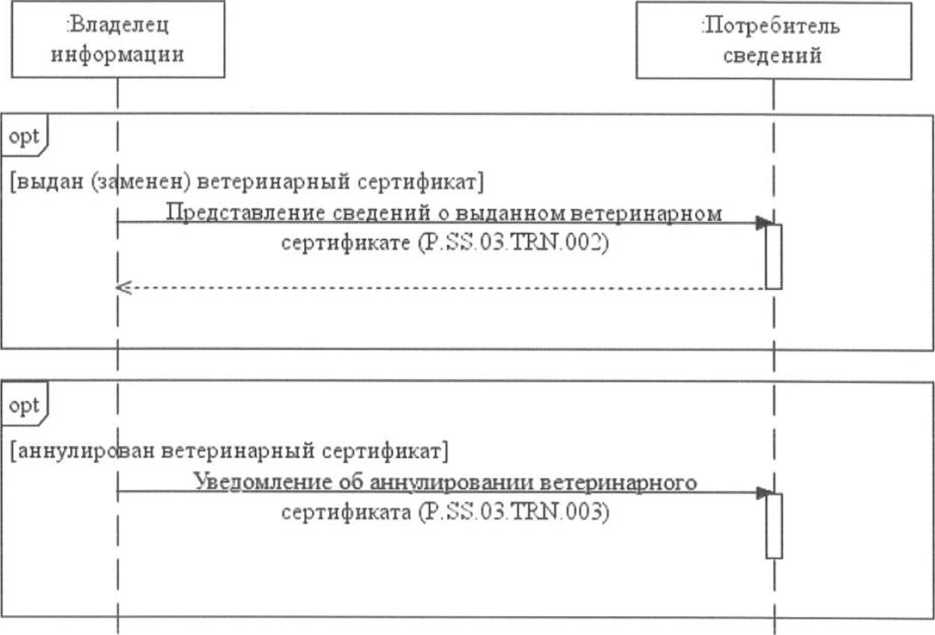 :Владелец
информации
:Потребитель
сведений
opt
[выдан (заменен) ветеринарный сертификат]
Представление сведений о выданном ветеринарном
сертификате (P.SS.03.TRN.002)
opt
[аннулирован ветеринарный сертификат]
Уведомление об аннулировании ветеринарного
сертификата (P.SS.03.TRN.003)